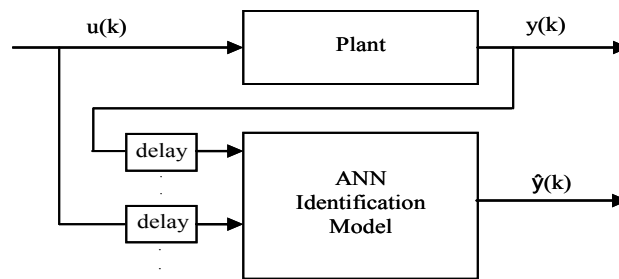 u(k)
Plant
y(k)
delay
ANN
Identification
Model
ŷ(k)
delay